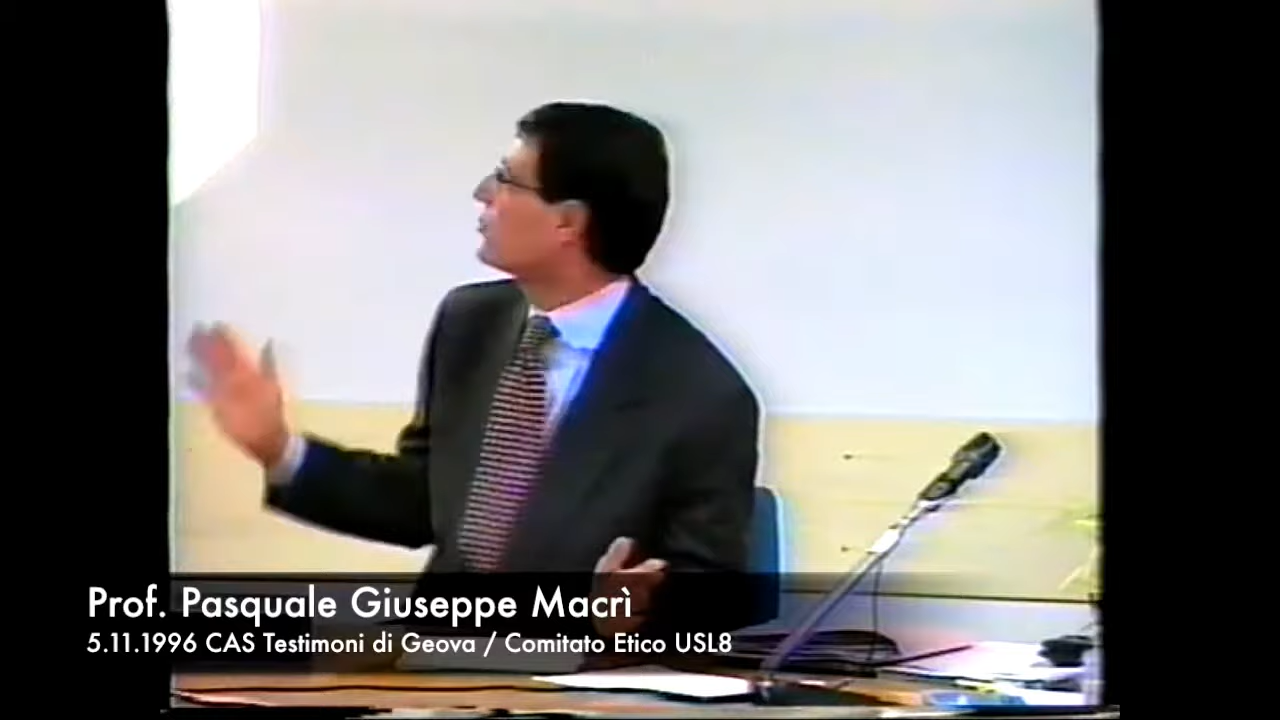 Prof. Pasquale Giuseppe Macrì
5.11.1996 CAS Testimoni di Geova / Comitato Etico USL8